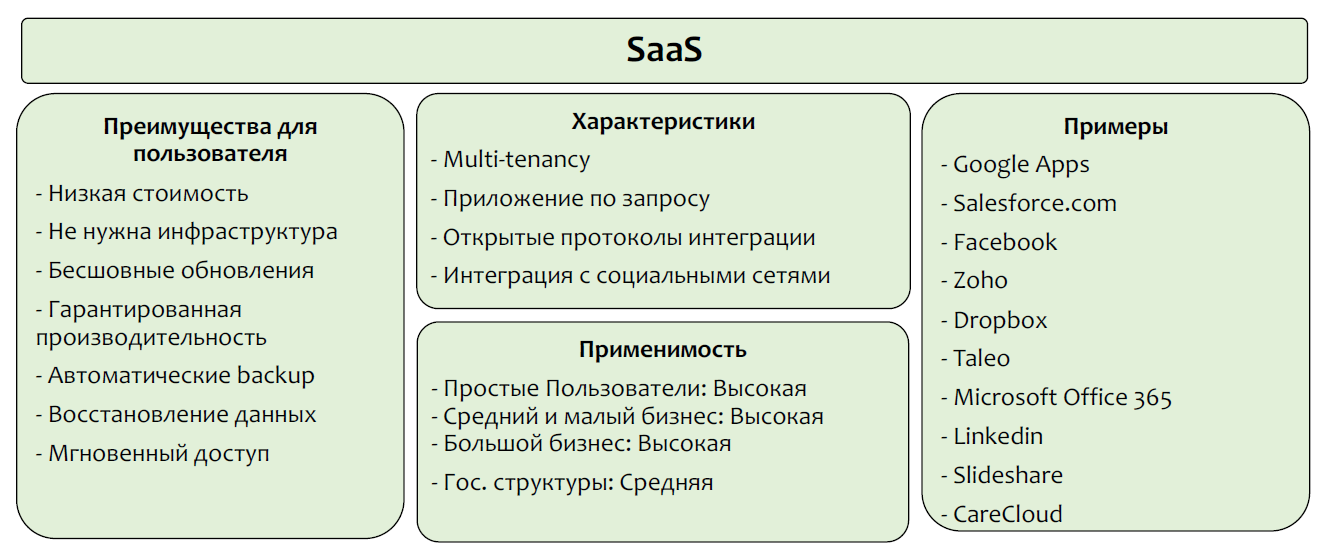 SaaS
Преимущества для
пользователя
- Низкая стоимость
- Не нужна инфраструктура
- Бесшовные обновления
- Гарантированная
производительность
- Автоматические backup
- Восстановление данных
- Мгновенный доступ
Характеристики
- Multi-tenancy
- Приложение по запросу
- Открытые протоколы интеграции
- Интеграция с социальными сетями
Применимость
- Простые Пользователи: Высокая
- Средний и малый бизнес: Высокая
- Большой бизнес: Высокая
- Гос. структуры: Средняя
Примеры
- Google Apps
- Salesforce.com
- Facebook
- Zoho
- Dropbox
- Taleo
- Microsoft Office 365
- Linkedin
- Slideshare
- CareCloud